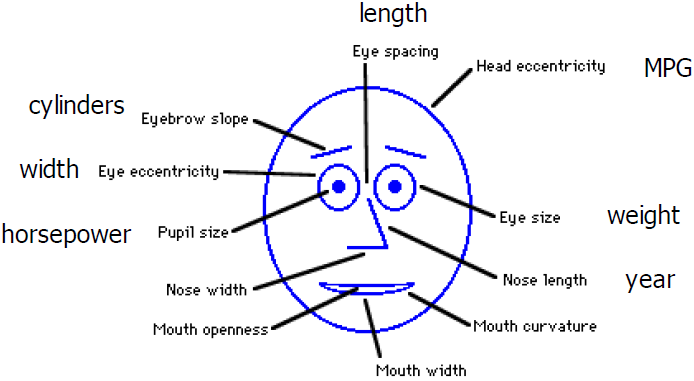 length
Eye spacing
Head eccentricity MPG
cylinders Eyebrow slope
width Eye eccentricity
Eye size weight
horsepower Pupil size
Nose length year
Nose width
Mouth openness Mouth curvature
Mouth width